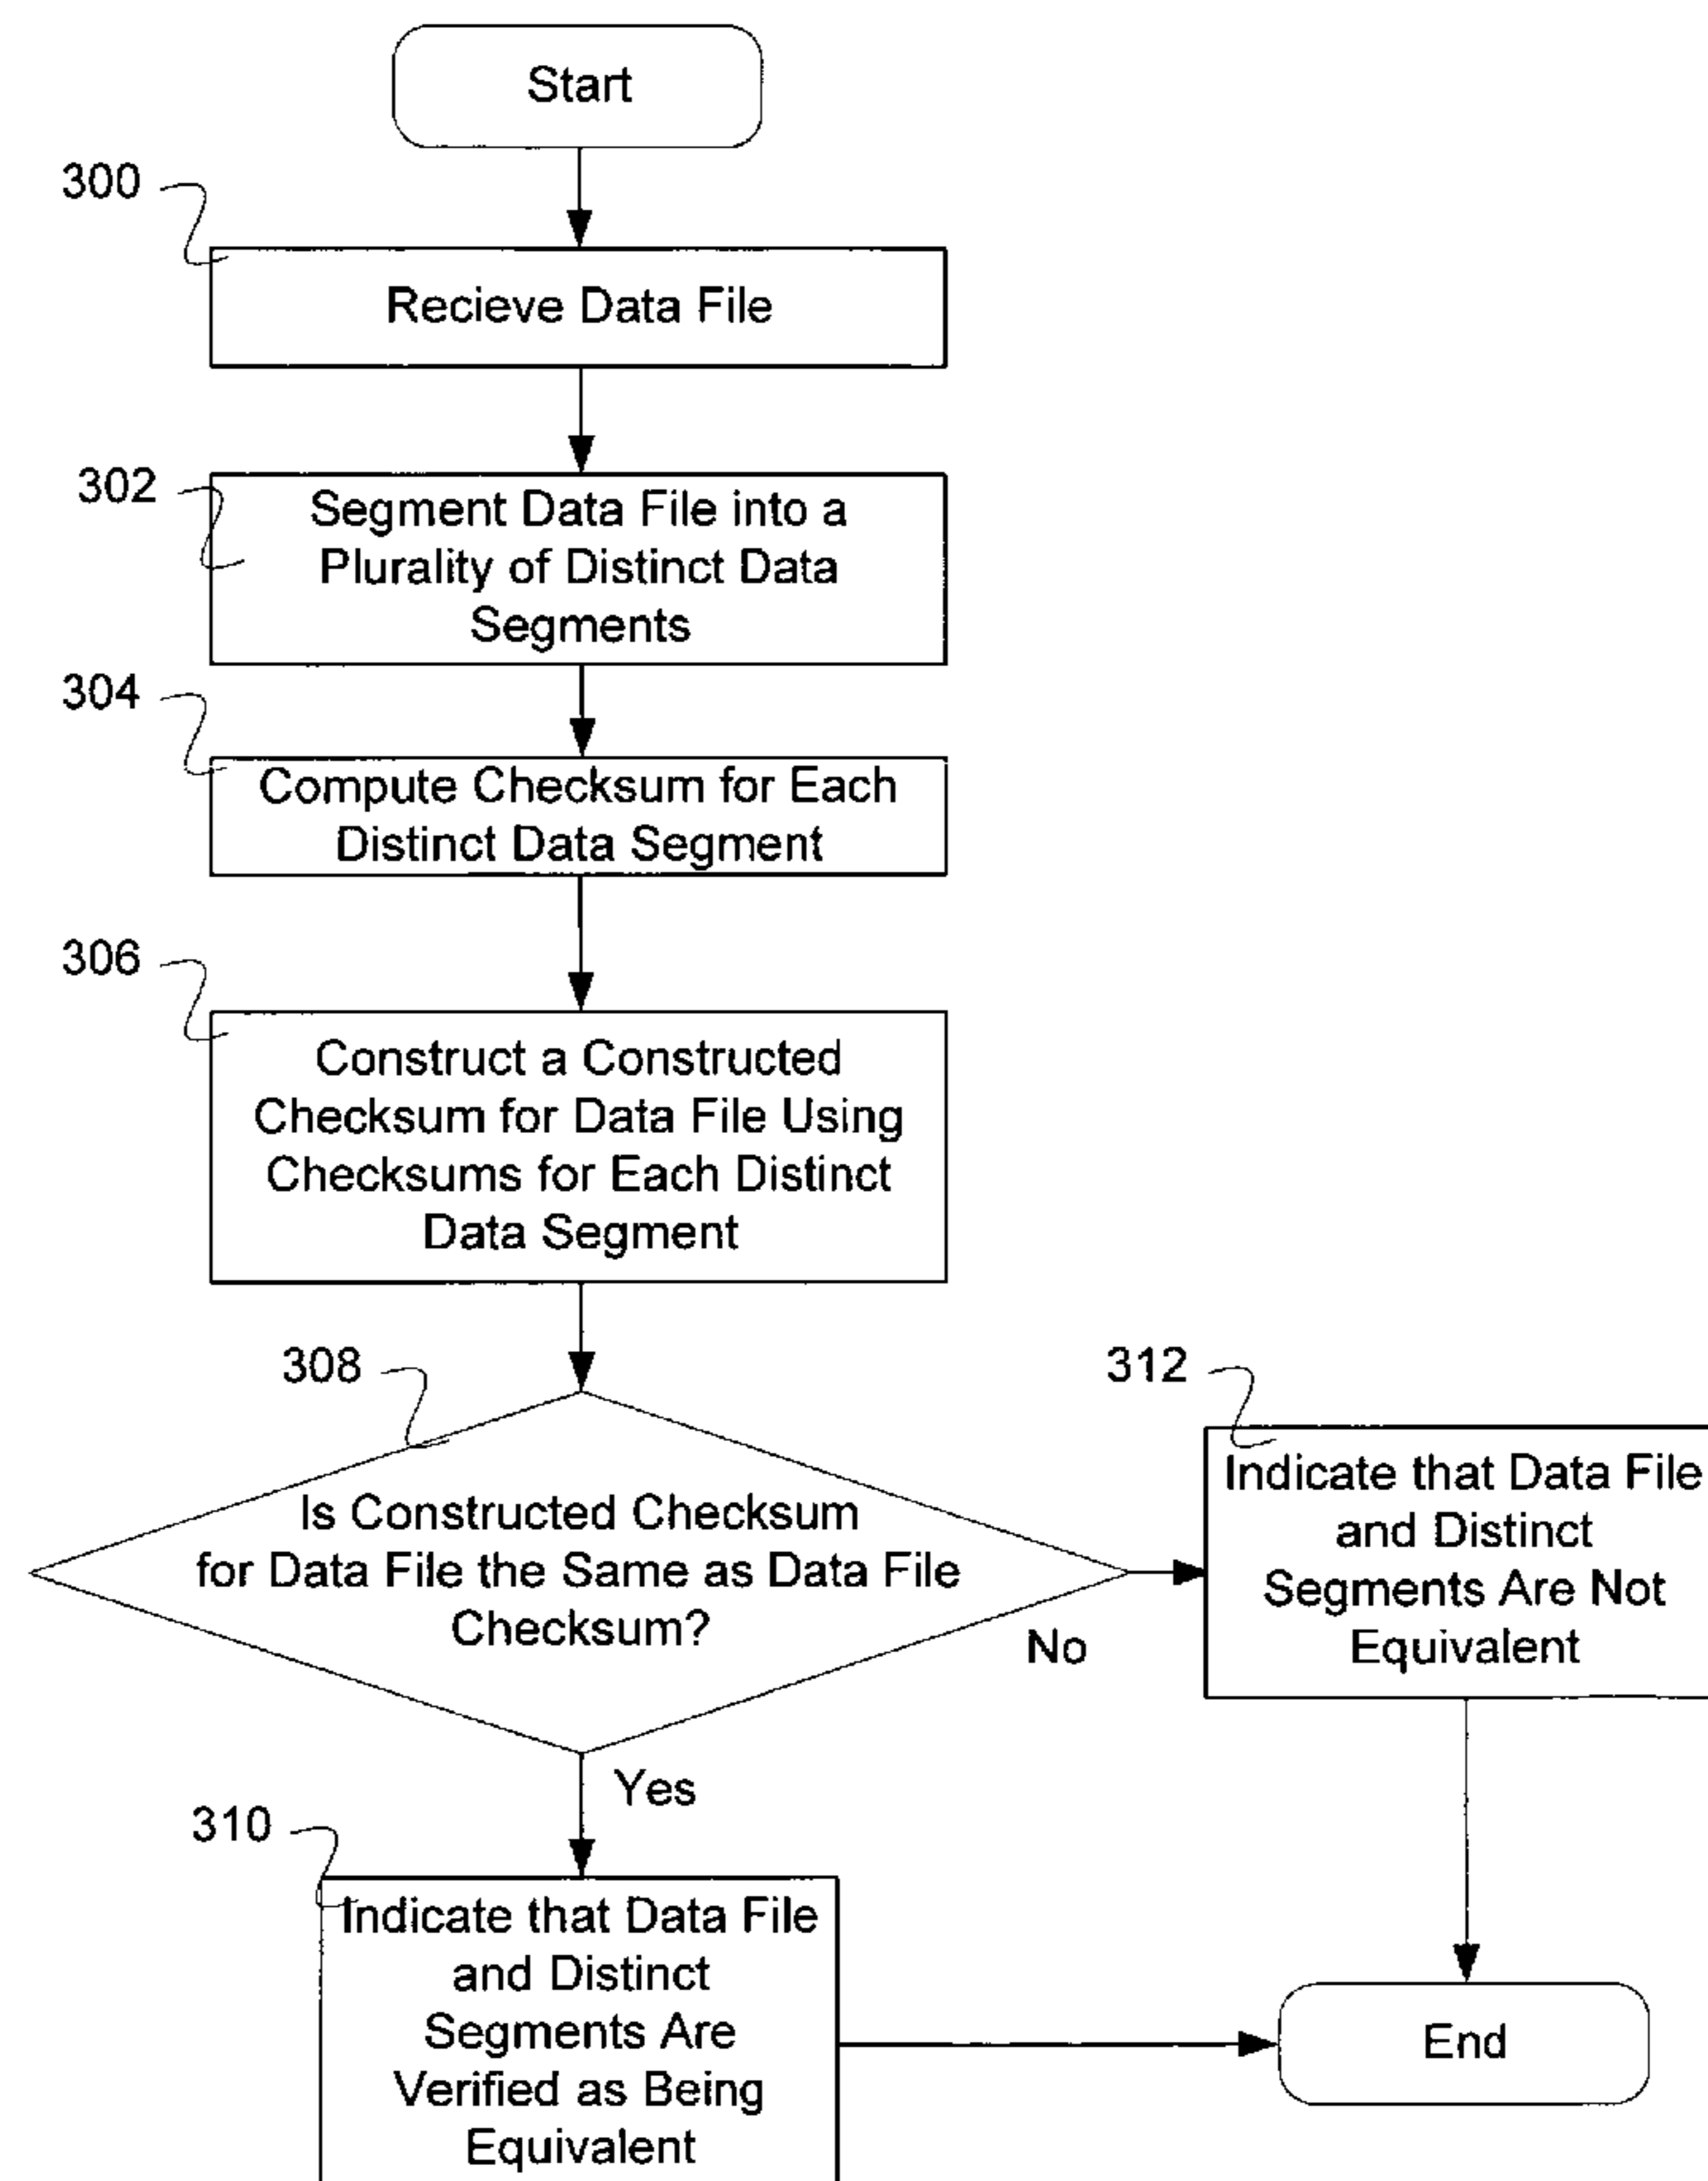 Start
300
Recieve Data File
302
Segment Data File into a
Plurality of Distinct Data
Segments
304
Compute Checksum for Each
Distinct Data Segment
306
Construct a Constructed
Checksum for Data File Using
Checksums for Each Distinct
Data Segment
308
Is Constructed Checksum
for Data File the Same as Data File
Checksum?
No
312
Indicate that Data File
and Distinct
Segments Are Not
Equivalent
Yes
310
Indicate that Data File
and Distinct
Segments Are
Verified as Being
Equivalent
End